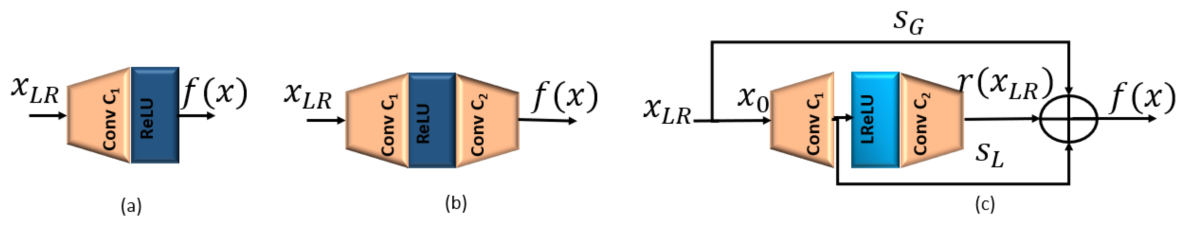 x_LR
Conv C₁
ReLU
f(x)
(a)
x_LR
Conv C₁
ReLU
Conv C₂
f(x)
(b)
s_G
x_LR
x₀
Conv C₁
LReLU
Conv C₂
r(x_LR)
f(x)
s_L
(c)